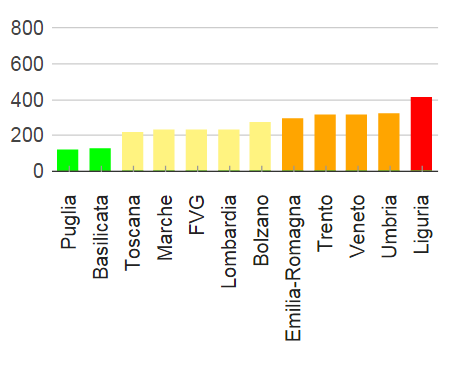 800
600
400
200
0
Puglia
Basilicata
Toscana
Marche
FVG
Lombardia
Bolzano
Emilia-Romagna
Trento
Veneto
Umbria
Liguria